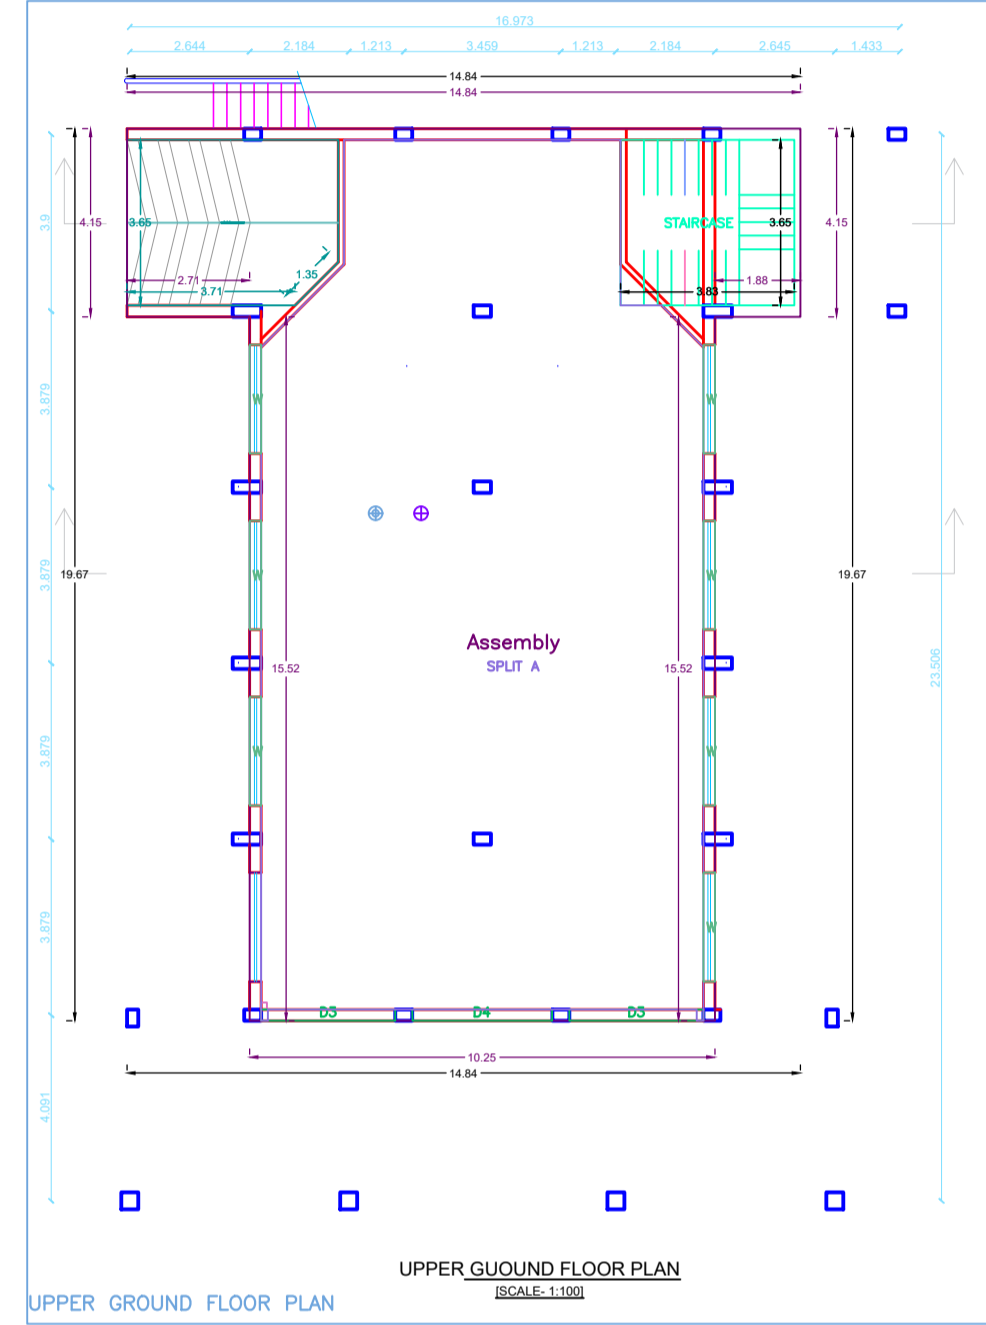 16.973
2.644 2.184 1.213 3.459 1.213 2.184 2.645 1.433
14.84
14.84
4.15 3.65 STAIRCASE 3.65 4.15
3.9
1.35
2.71 1.88
3.71 3.83
3.879 W W
19.67 3.879 W W 19.67
Assembly
SPLIT A
15.52 15.52
23.506
3.879 W W
3.879 W
D3 D4 D3
10.25
14.84
4.091
UPPER GUOUND FLOOR PLAN
[SCALE- 1:100]
UPPER GROUND FLOOR PLAN